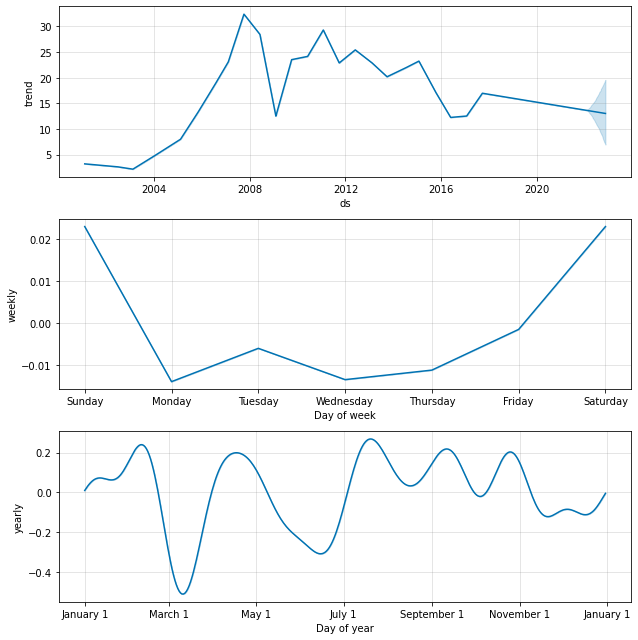 30
25
20
15
10
5
trend
2004 2008 2012 2016 2020
ds
0.02
0.01
0.00
−0.01
weekly
Sunday Monday Tuesday Wednesday Thursday Friday Saturday
Day of week
0.2
0.0
−0.2
−0.4
yearly
January 1 March 1 May 1 July 1 September 1 November 1 January 1
Day of year